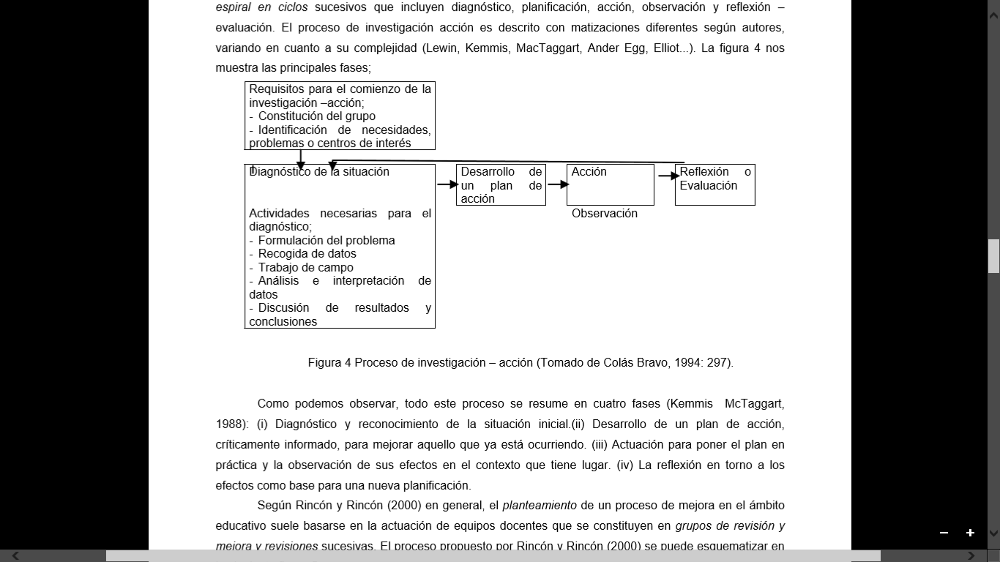 espiral en ciclos sucesivos que incluyen diagnóstico, planificación, acción, observación y reflexión –
evaluación. El proceso de investigación acción es descrito con matizaciones diferentes según autores,
variando en cuanto a su complejidad (Lewin, Kemmis, MacTaggart, Ander Egg, Elliot...). La figura 4 nos
muestra las principales fases;
Requisitos para el comienzo de la
investigación –acción;
- Constitución del grupo
- Identificación de necesidades,
problemas o centros de interés
Diagnóstico de la situación
Actividades necesarias para el
diagnóstico;
- Formulación del problema
- Recogida de datos
- Trabajo de campo
- Análisis e interpretación de
datos
- Discusión de resultados y
conclusiones
Desarrollo de
un plan de
acción
Acción
Observación
Reflexión o
Evaluación
Figura 4 Proceso de investigación – acción (Tomado de Colás Bravo, 1994: 297).
Como podemos observar, todo este proceso se resume en cuatro fases (Kemmis McTaggart,
1988): (i) Diagnóstico y reconocimiento de la situación inicial.(ii) Desarrollo de un plan de acción,
críticamente informado, para mejorar aquello que ya está ocurriendo. (iii) Actuación para poner el plan en
práctica y la observación de sus efectos en el contexto que tiene lugar. (iv) La reflexión en torno a los
efectos como base para una nueva planificación.
Según Rincón y Rincón (2000) en general, el planteamiento de un proceso de mejora en el ámbito
educativo suele basarse en la actuación de equipos docentes que se constituyen en grupos de revisión y
mejora y revisiones sucesivas. El proceso propuesto por Rincón y Rincón (2000) se puede esquematizar en